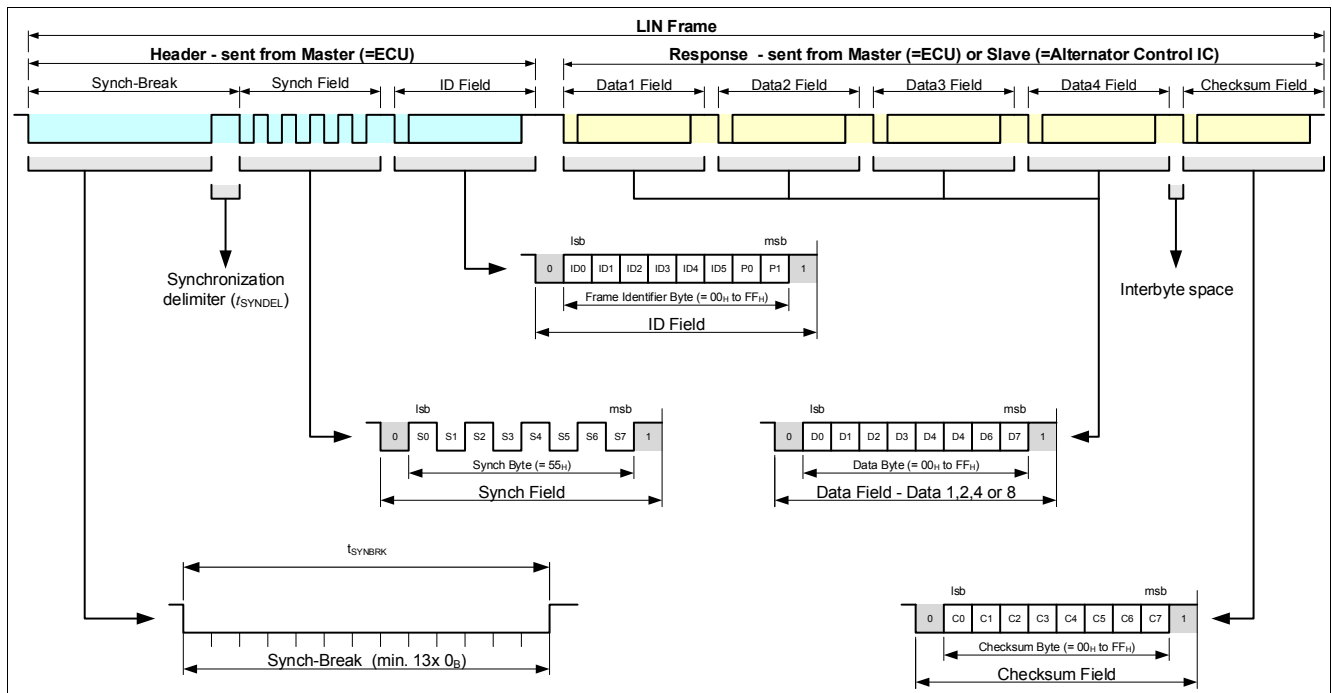 LIN Frame
Header - sent from Master (=ECU)
Response - sent from Master (=ECU) or Slave (=Alternator Control IC)
Synch-Break
Synch Field
ID Field
Data1 Field
Data2 Field
Data3 Field
Data4 Field
Checksum Field
Synchronization
delimiter (tSYNDEL)
Interbyte space
lsb msb
0 ID0 ID1 ID2 ID3 ID4 ID5 P0 P1 1
Frame Identifier Byte (= 00H to FFH)
ID Field
lsb msb
0 S0 S1 S2 S3 S4 S5 S6 S7 1
Synch Byte (= 55H)
Synch Field
lsb msb
0 D0 D1 D2 D3 D4 D4 D6 D7 1
Data Byte (= 00H to FFH)
Data Field - Data 1,2,4 or 8
tSYNBRK
Synch-Break (min. 13x 0B)
lsb msb
0 C0 C1 C2 C3 C4 C5 C6 C7 1
Checksum Byte (= 00H to FFH)
Checksum Field